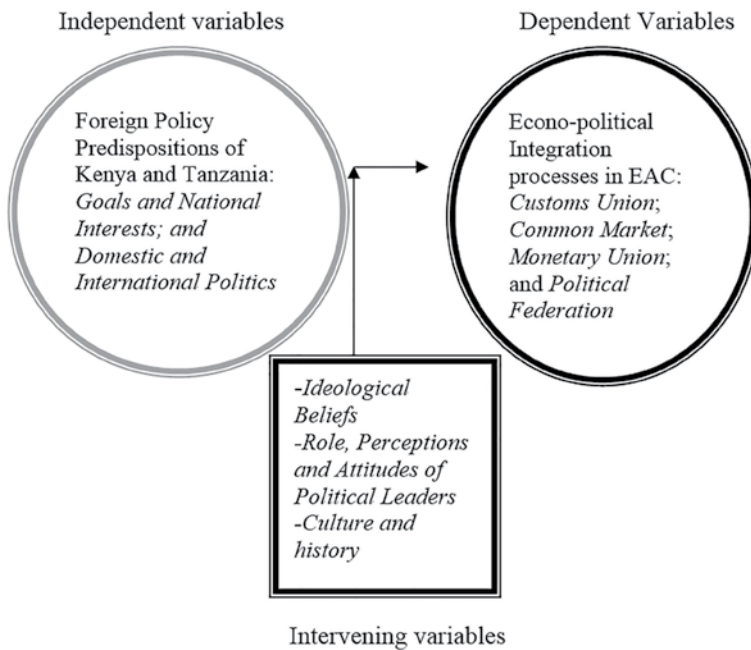 Independent variables
Dependent Variables
Foreign Policy
Predispositions of
Kenya and Tanzania:
Goals and National
Interests; and
Domestic and
International Politics
Econo-political
Integration
processes in EAC:
Customs Union;
Common Market;
Monetary Union;
and Political
Federation
-Ideological
Beliefs
-Role, Perceptions
and Attitudes of
Political Leaders
-Culture and
history
Intervening variables